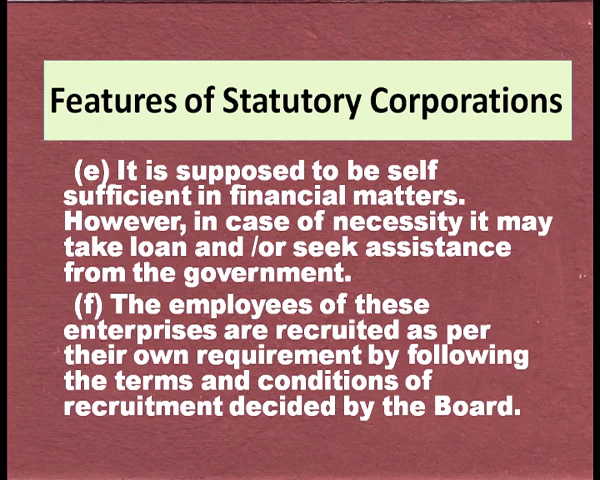 Features of Statutory Corporations
(e) It is supposed to be self
sufficient in financial matters.
However, in case of necessity it may
take loan and /or seek assistance
from the government.
(f) The employees of these
enterprises are recruited as per
their own requirement by following
the terms and conditions of
recruitment decided by the Board.